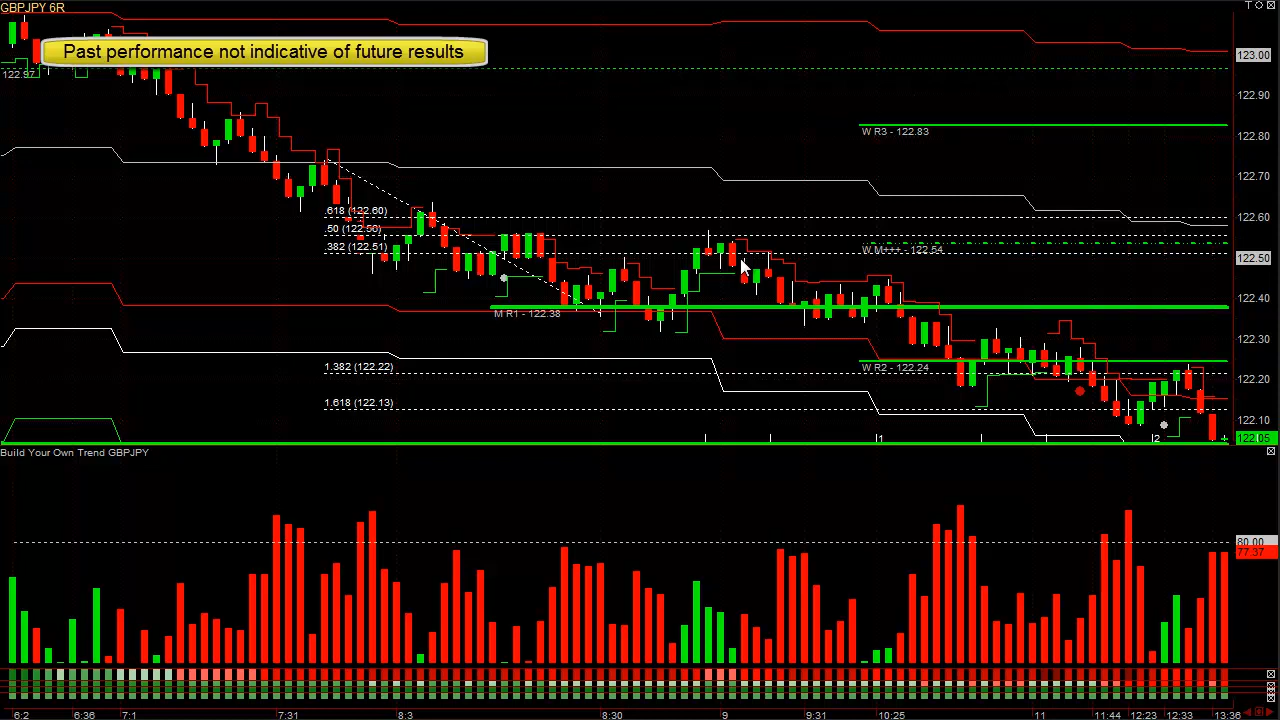 GBPJPY 6R
Past performance not indicative of future results
123.00
122.97
122.90
W R3 - 122.83
122.80
122.70
.618 (122.60)
122.60
.50 (122.56)
.382 (122.51)
W M+++ - 122.54
122.50
122.40
M R1 - 122.38
122.30
1.382 (122.22)
W R2 - 122.24
122.20
1.618 (122.13)
122.10
1
2
122.05
Build Your Own Trend GBPJPY
80.00
77.37
6:2 6:36 7:1 7:31 8:3 8:30 9 9:31 10:25 11 11:44 12:23 12:33 13:36